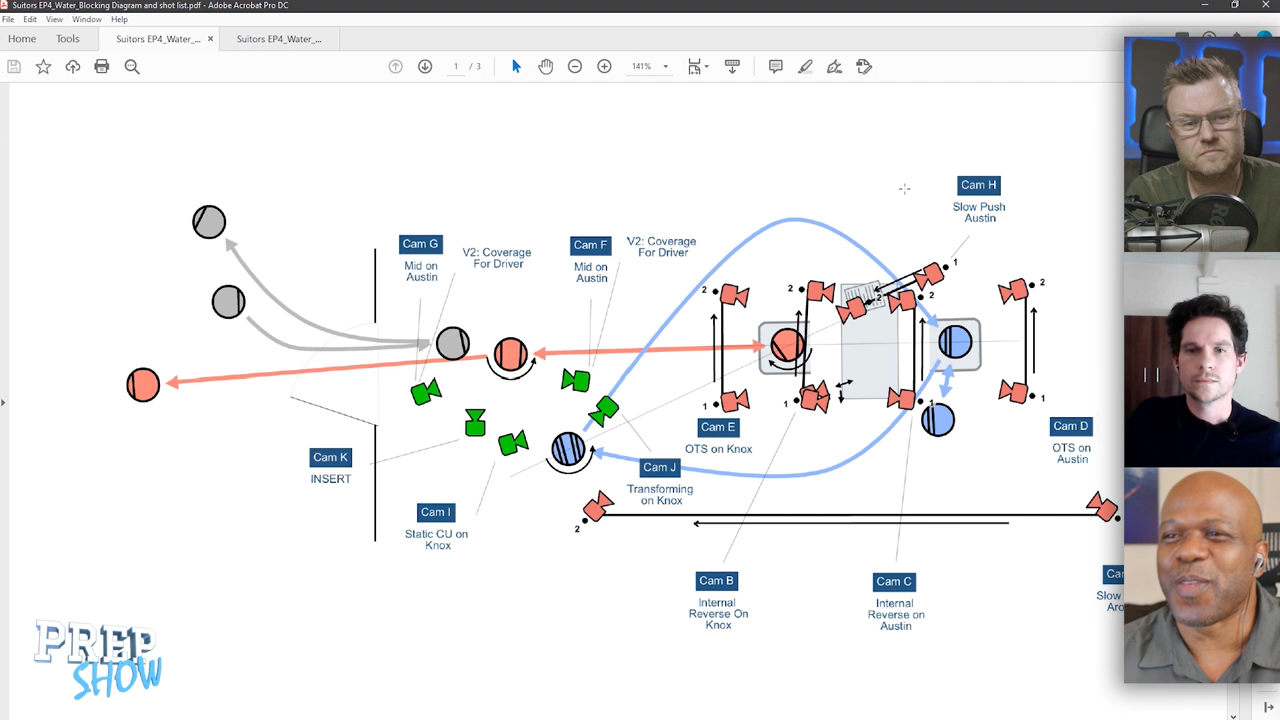 Suitors EP4_Water_Blocking Diagram and shot list.pdf - Adobe Acrobat Pro DC
File Edit View Window Help
Home Tools Suitors EP4_Water_... × Suitors EP4_Water_...
1 / 3 141%
Cam H
Slow Push
Austin
Cam G
Mid on
Austin
V2: Coverage
For Driver
Cam F
Mid on
Austin
V2: Coverage
For Driver
1
2
2
2
2
2
1
1
1
1
Cam E
OTS on Knox
Cam D
OTS on
Austin
Cam K
INSERT
Cam J
Transforming
on Knox
Cam I
Static CU on
Knox
2
Cam B
Internal
Reverse On
Knox
Cam C
Internal
Reverse on
Austin
Ca
Slow
Aro
PREP
SHOW